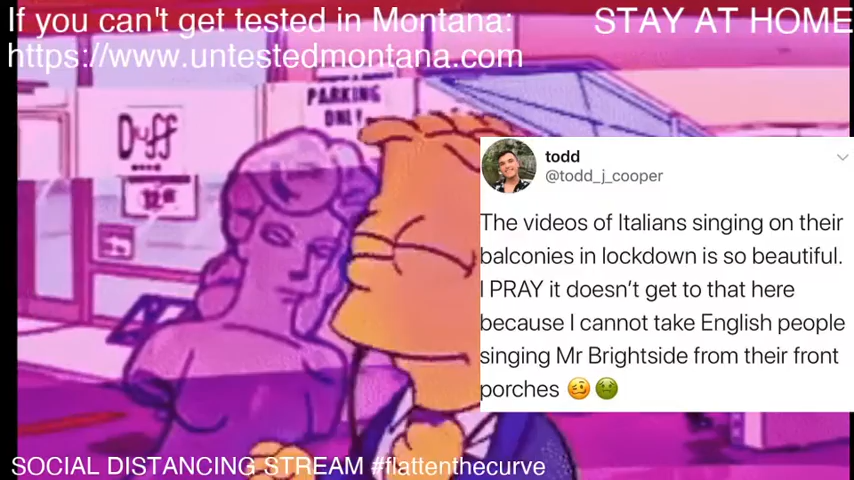 If you can't get tested in Montana:
https://www.untestedmontana.com
STAY AT HOME
PARKING
ONLY
Duff
todd
@todd_j_cooper
The videos of Italians singing on their
balconies in lockdown is so beautiful.
I PRAY it doesn’t get to that here
because I cannot take English people
singing Mr Brightside from their front
porches 🥴🤢
SOCIAL DISTANCING STREAM #flattenthecurve